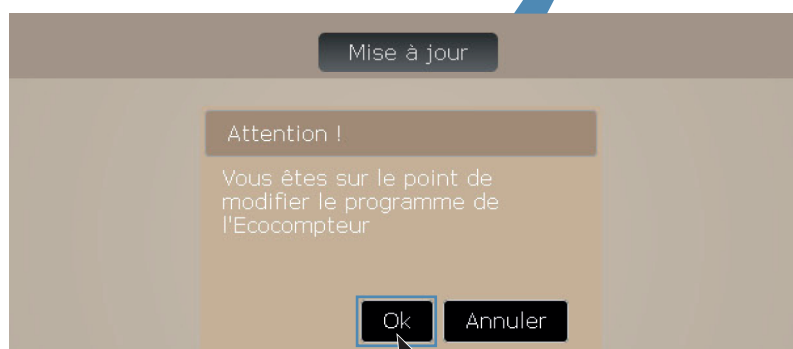 Mise à jour
Attention !
Vous êtes sur le point de
modifier le programme de
l'Ecocompteur
Ok
Annuler